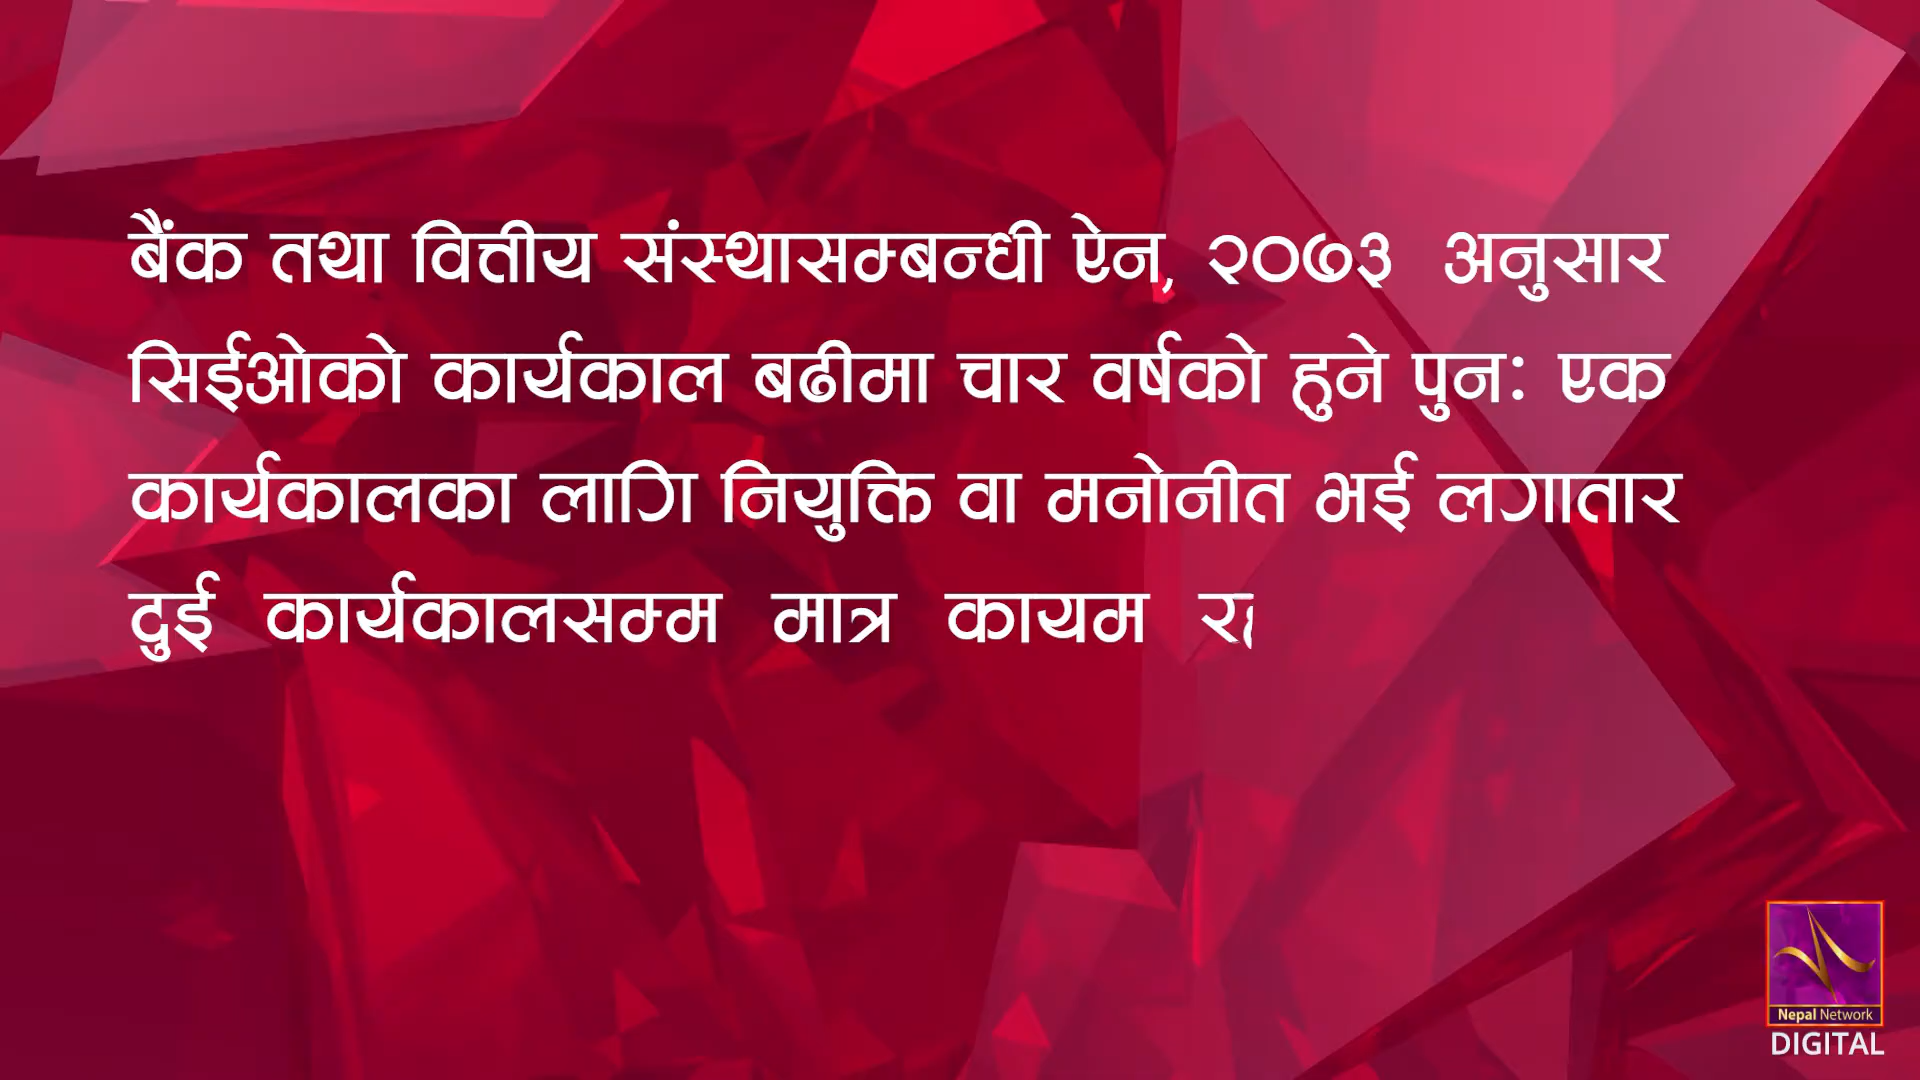 बैंक तथा वित्तीय संस्थासम्बन्धी ऐन, २०७३ अनुसार
सिईओको कार्यकाल बढीमा चार वर्षको हुने पुनः एक
कार्यकालका लागि नियुक्ति वा मनोनीत भई लगातार
दुई कार्यकालसम्म मात्र कायम
Nepal Network
DIGITAL